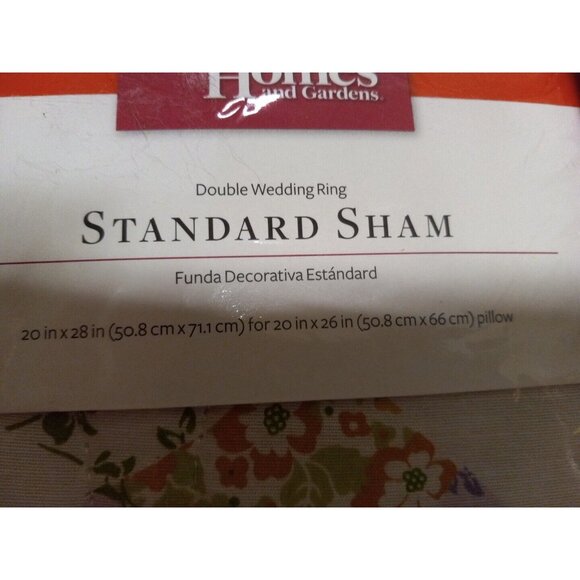 Homes
and Gardens®
Double Wedding Ring
STANDARD SHAM
Funda Decorativa Estándard
20 in x 28 in (50.8 cm x 71.1 cm) for 20 in x 26 in (50.8 cm x 66 cm) pillow